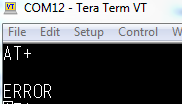 COM12 - Tera Term VT
File Edit Setup Control W
AT+
ERROR